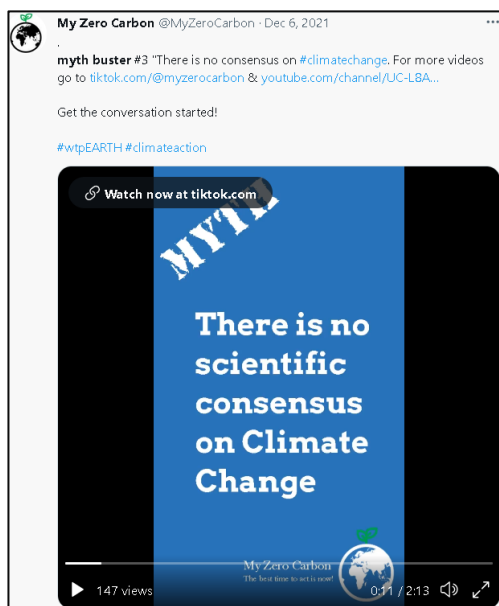 My Zero Carbon @MyZeroCarbon · Dec 6, 2021
.
myth buster #3 "There is no consensus on #climatechange. For more videos
go to tiktok.com/@myzerocarbon & youtube.com/channel/UC-L8A...
Get the conversation started!
#wtpEARTH #climateaction
Watch now at tiktok.com
MYTH
There is no
scientific
consensus
on Climate
Change
My Zero Carbon
The best time to act is now!
147 views
0:11 / 2:13